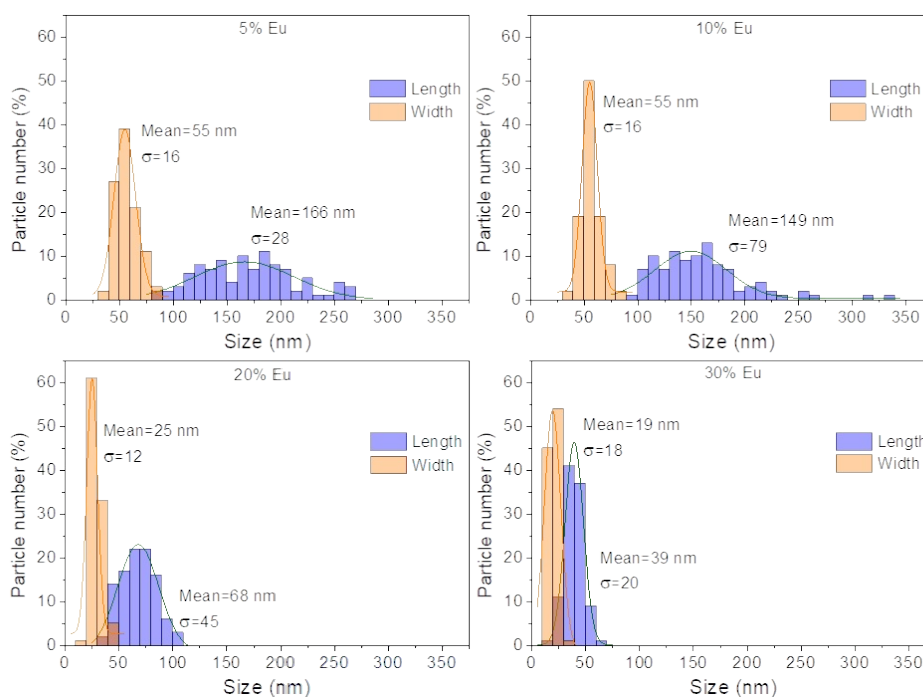 5% Eu
Particle number (%)
60
50
40
30
20
10
0
Length
Width
Mean=55 nm
σ=16
Mean=166 nm
σ=28
0 50 100 150 200 250 300 350
Size (nm)
10% Eu
Particle number (%)
60
50
40
30
20
10
0
Length
Width
Mean=55 nm
σ=16
Mean=149 nm
σ=79
0 50 100 150 200 250 300 350
Size (nm)
20% Eu
Particle number (%)
60
50
40
30
20
10
0
Length
Width
Mean=25 nm
σ=12
Mean=68 nm
σ=45
0 50 100 150 200 250 300 350
Size (nm)
30% Eu
Particle number (%)
60
50
40
30
20
10
0
Length
Width
Mean=19 nm
σ=18
Mean=39 nm
σ=20
0 50 100 150 200 250 300 350
Size (nm)